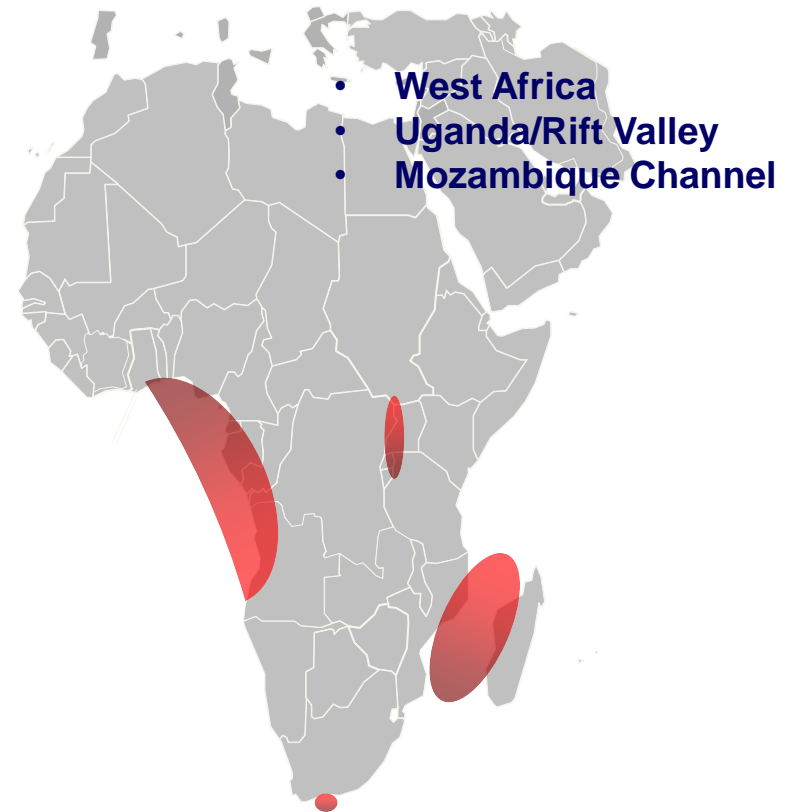 • West Africa
• Uganda/Rift Valley
• Mozambique Channel